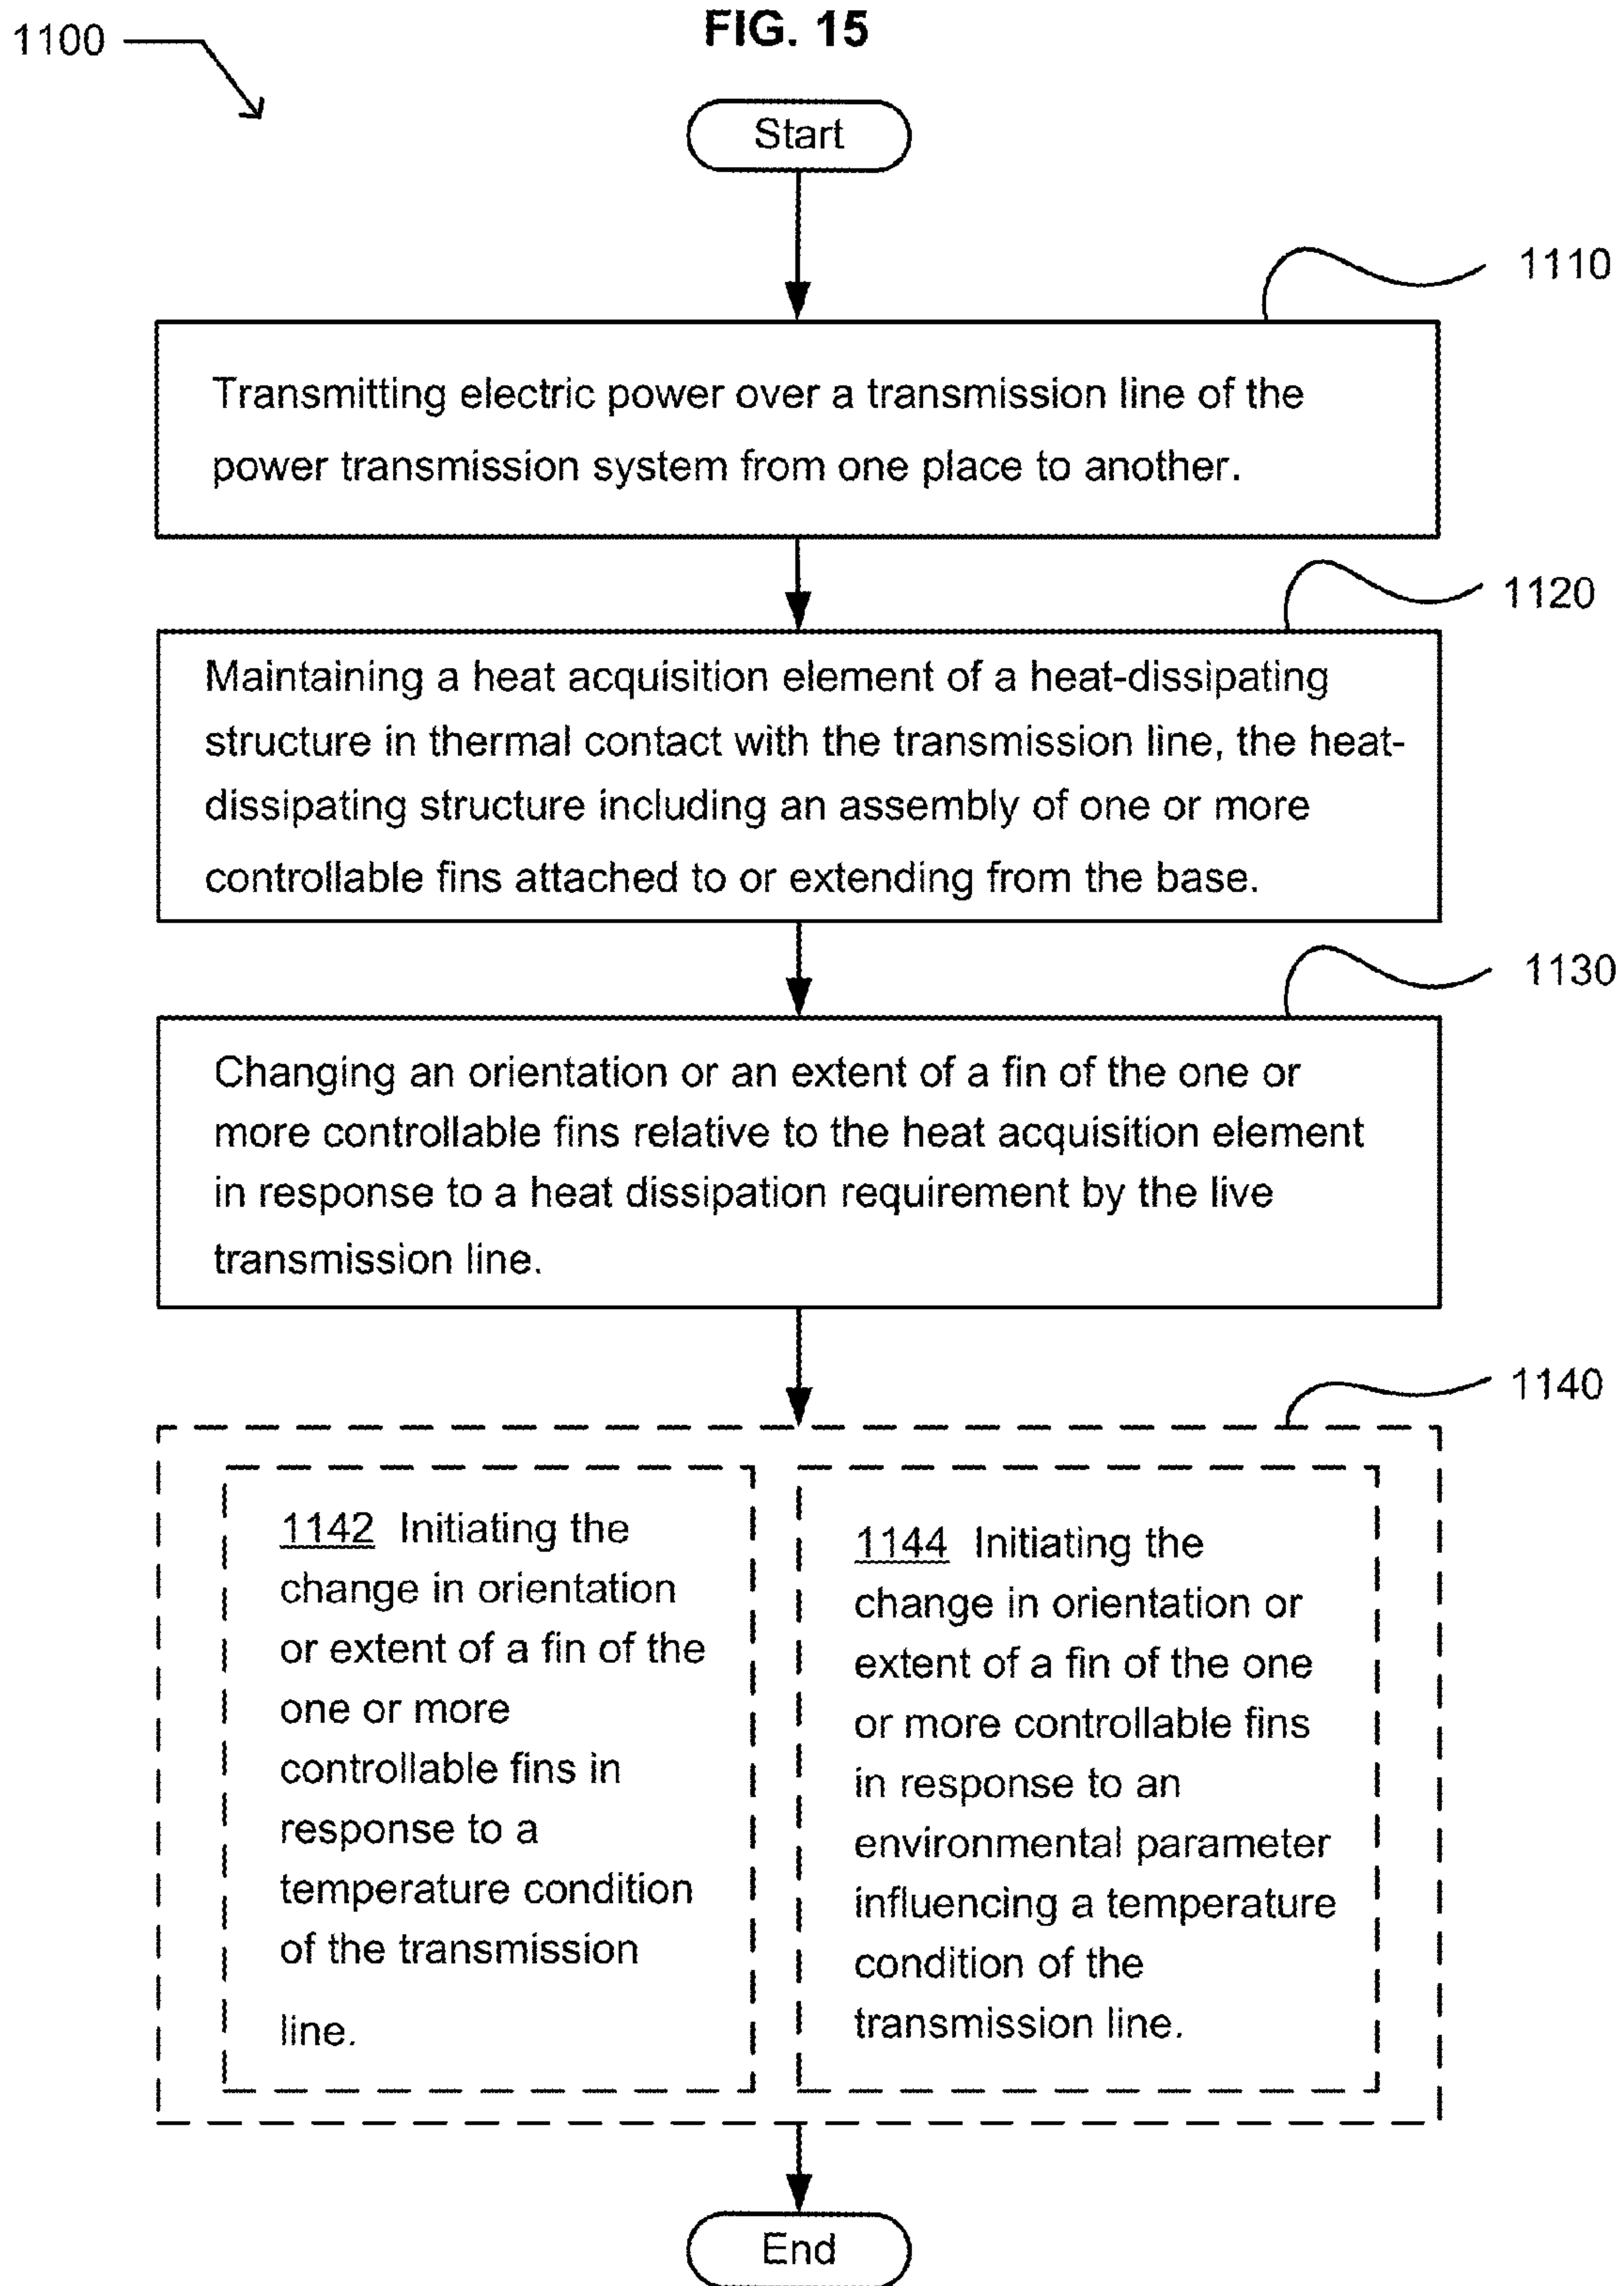 FIG. 15
1100
Start
1110
Transmitting electric power over a transmission line of the
power transmission system from one place to another.
1120
Maintaining a heat acquisition element of a heat-dissipating
structure in thermal contact with the transmission line, the heat-
dissipating structure including an assembly of one or more
controllable fins attached to or extending from the base.
1130
Changing an orientation or an extent of a fin of the one or
more controllable fins relative to the heat acquisition element
in response to a heat dissipation requirement by the live
transmission line.
1140
1142 Initiating the
change in orientation
or extent of a fin of the
one or more
controllable fins in
response to a
temperature condition
of the transmission
line.
1144 Initiating the
change in orientation or
extent of a fin of the one
or more controllable fins
in response to an
environmental parameter
influencing a temperature
condition of the
transmission line.
End